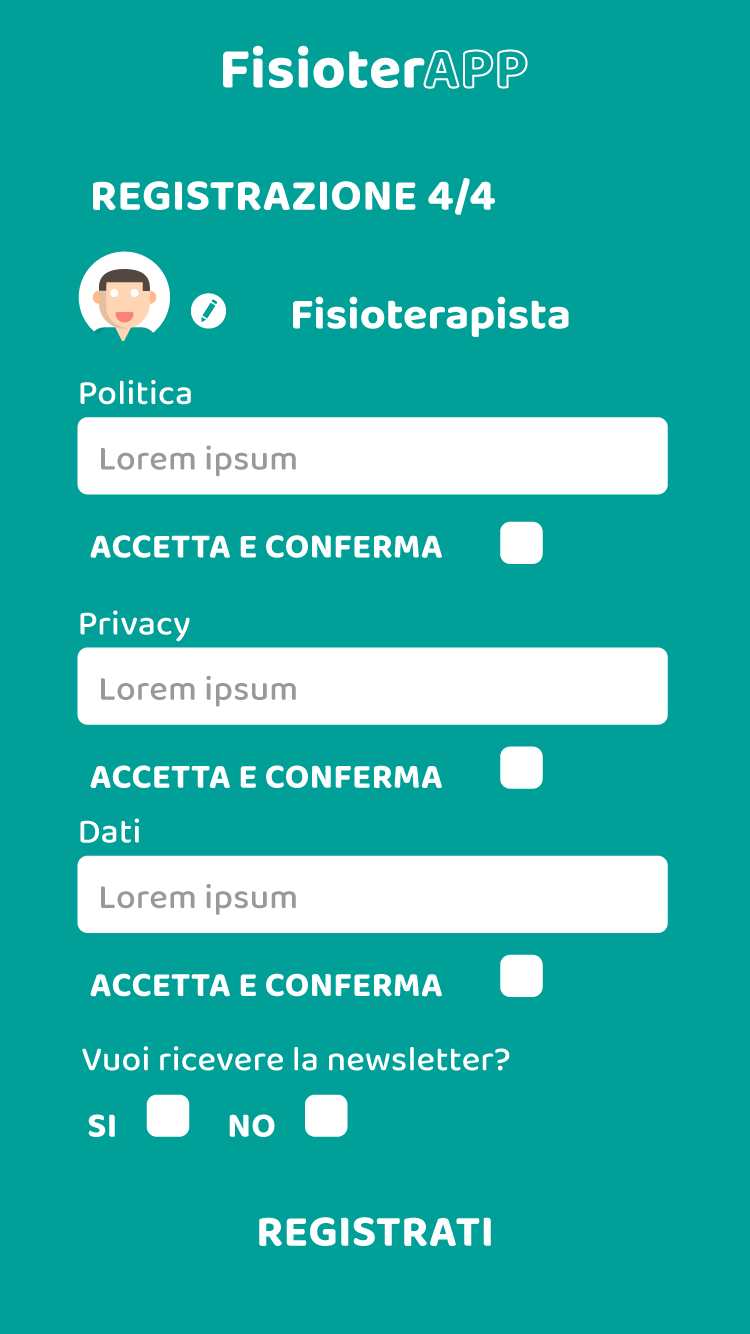 FisioterAPP
REGISTRAZIONE 4/4
Fisioterapista
Politica
Lorem ipsum
ACCETTA E CONFERMA
Privacy
Lorem ipsum
ACCETTA E CONFERMA
Dati
Lorem ipsum
ACCETTA E CONFERMA
Vuoi ricevere la newsletter?
SI NO
REGISTRATI